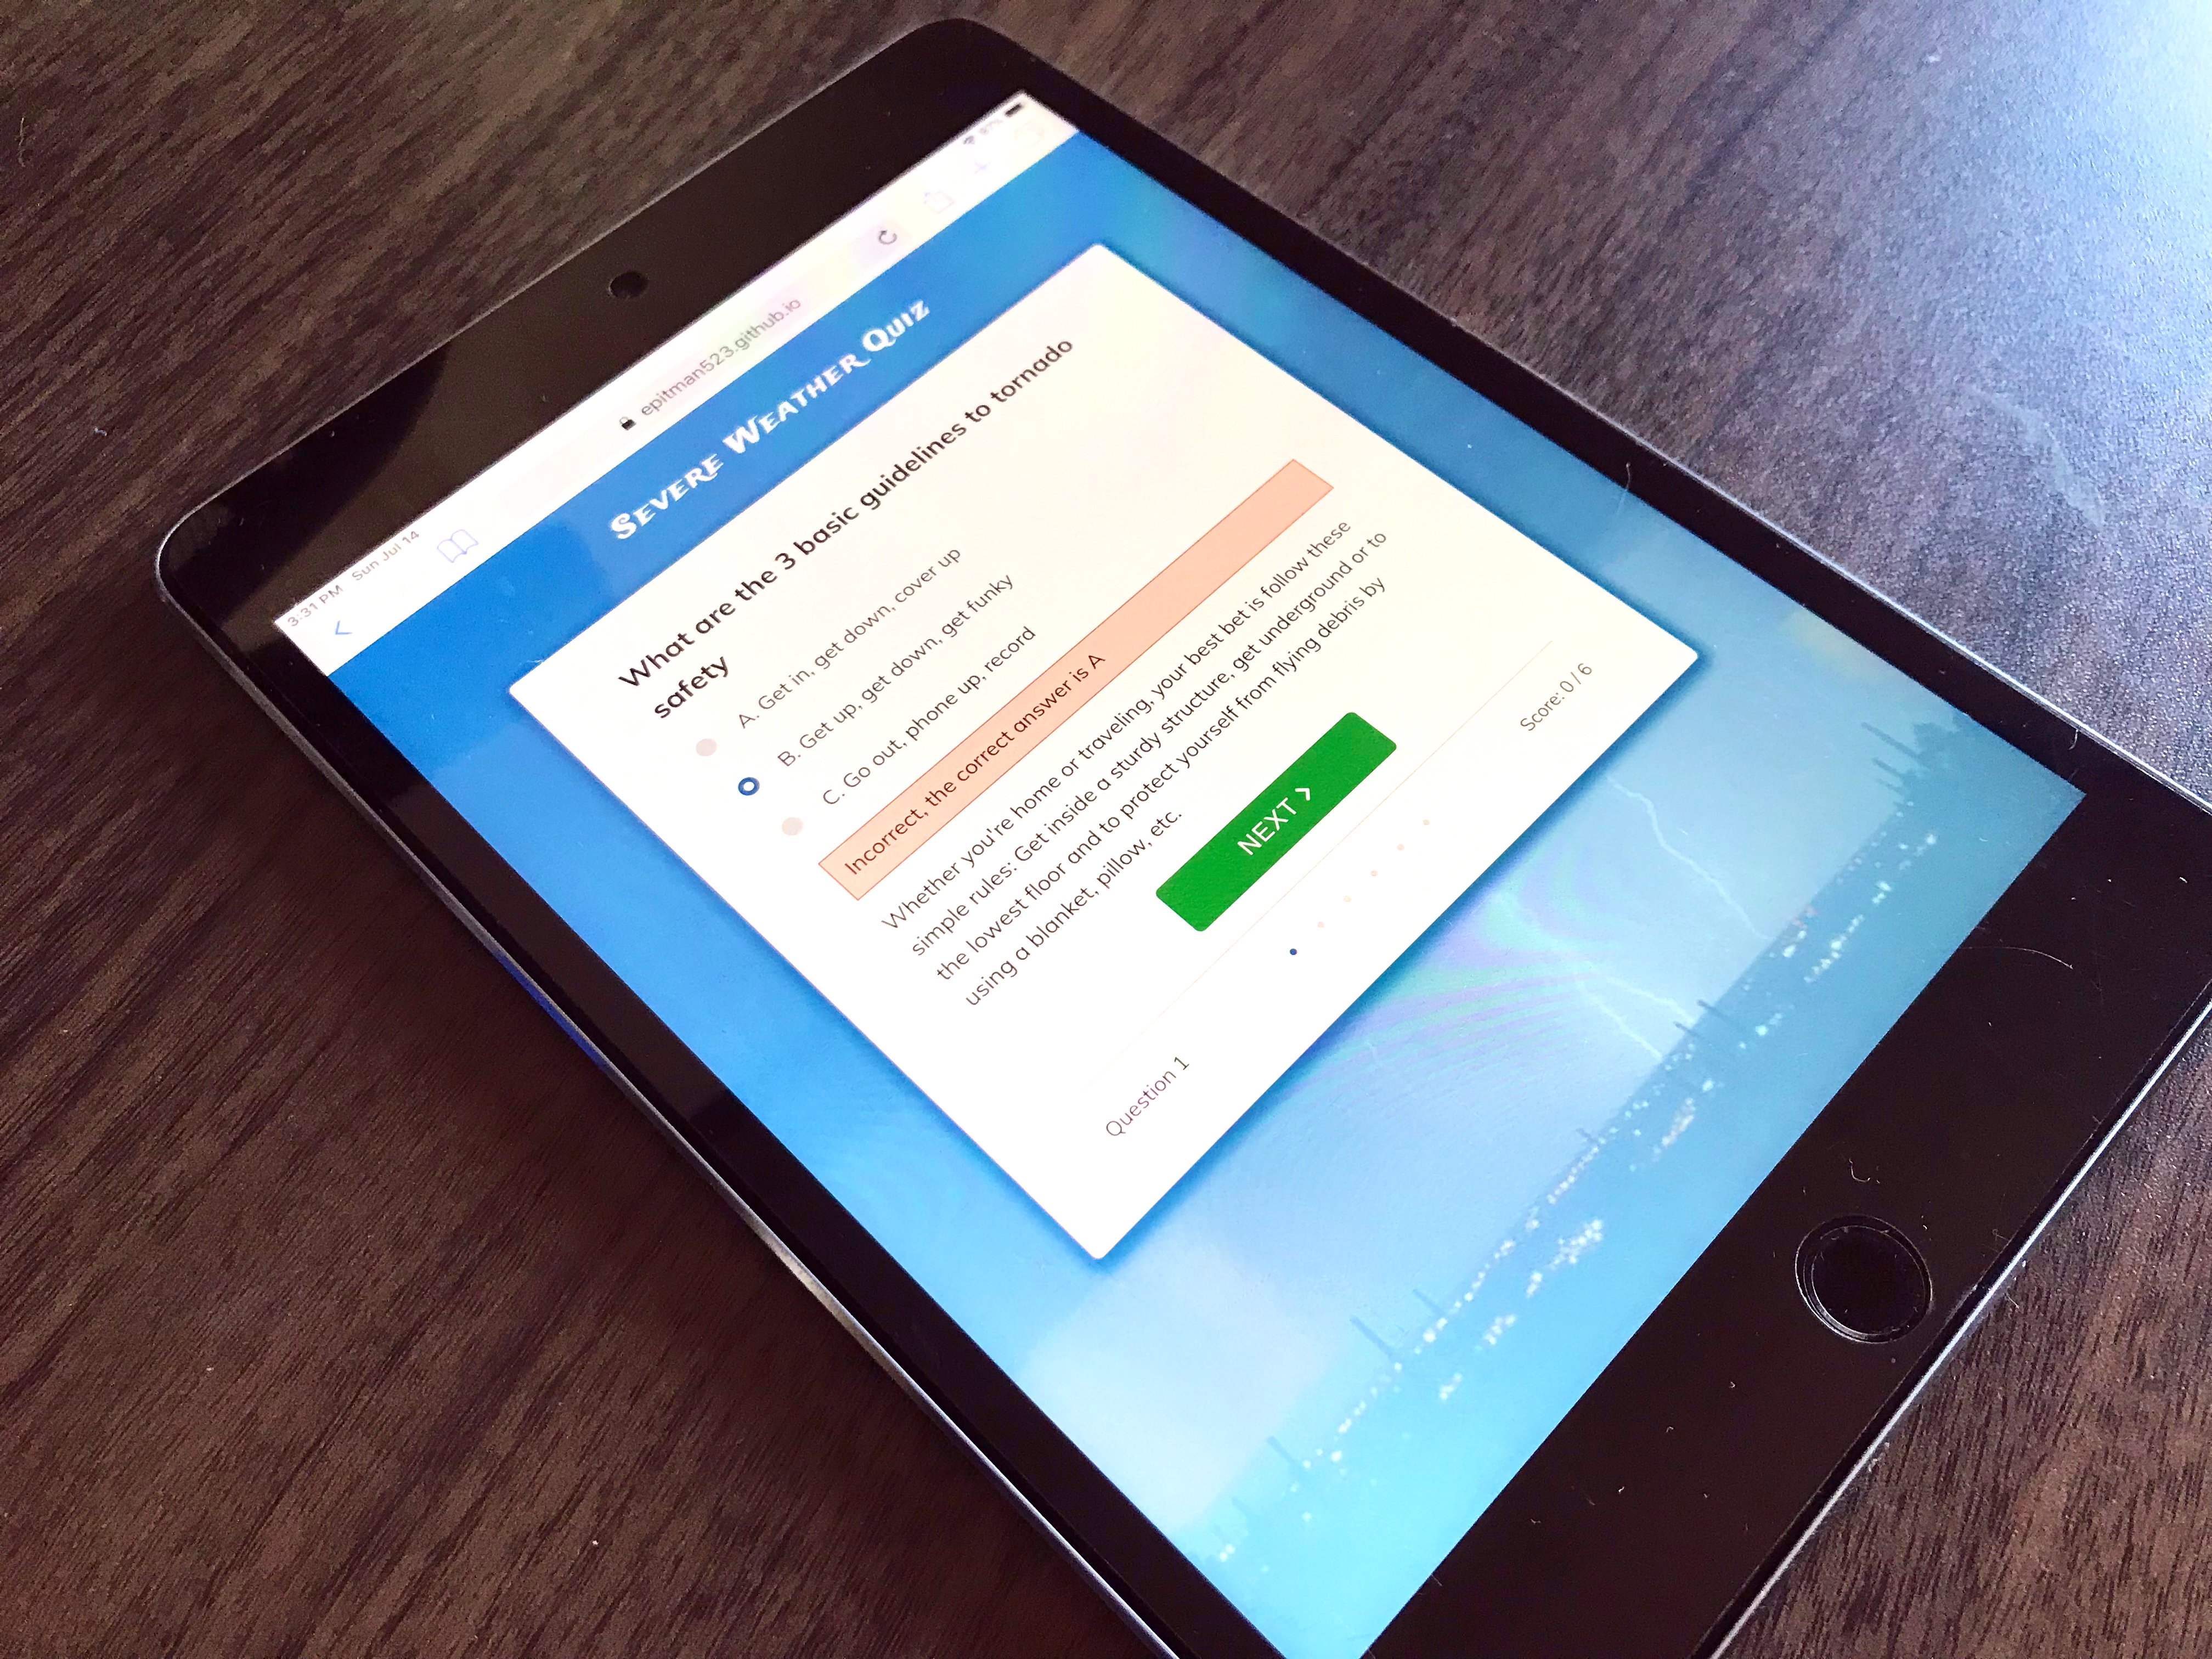 3:31 PM Sun Jul 14
97%
epitman523.github.io
SEVERE WEATHER QUIZ
What are the 3 basic guidelines to tornado
safety
A. Get in, get down, cover up
B. Get up, get down, get funky
C. Go out, phone up, record
Incorrect, the correct answer is A
Whether you're home or traveling, your best bet is follow these
simple rules: Get inside a sturdy structure, get underground or to
the lowest floor and to protect yourself from flying debris by
using a blanket, pillow, etc.
NEXT
Question 1
Score: 0 / 6